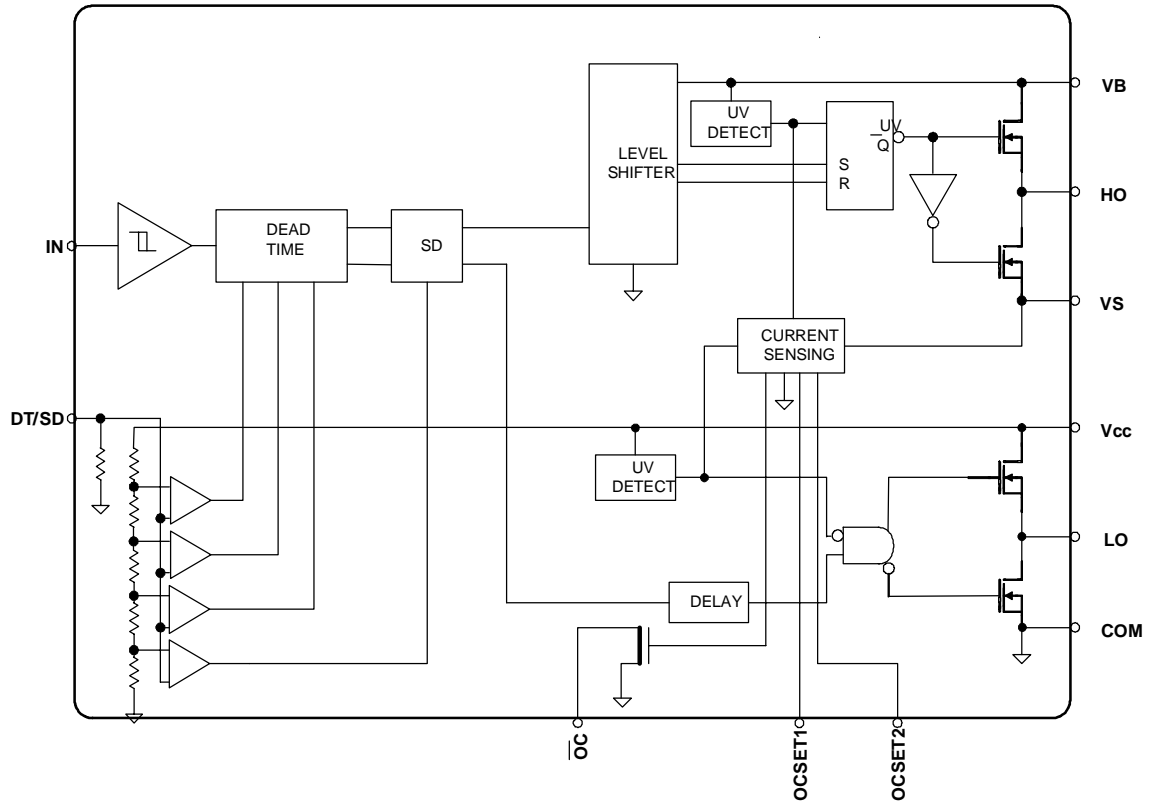 VB
UV
DETECT
UV
Q
LEVEL
SHIFTER
S
R
HO
DEAD
TIME
IN
SD
VS
CURRENT
SENSING
DT/SD
Vcc
UV
DETECT
LO
DELAY
COM
OC
OCSET1
OCSET2